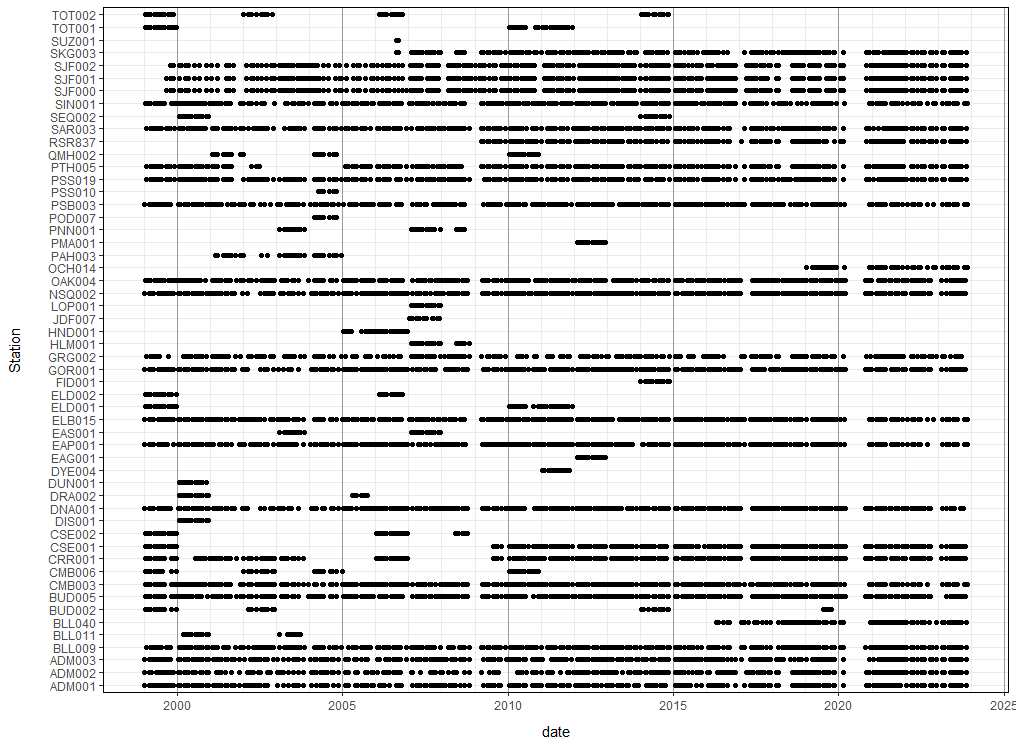 TOT002
TOT001
SUZ001
SKG003
SJF002
SJF001
SJF000
SIN001
SEQ002
SAR003
RSR837
QMH002
PTH005
PSS019
PSS010
PSB003
POD007
PNN001
PMA001
PAH003
OCH014
OAK004
NSQ002
LOP001
JDF007
HND001
HLM001
GRG002
GOR001
FID001
ELD002
ELD001
ELB015
EAS001
EAP001
EAG001
DYE004
DUN001
DRA002
DNA001
DIS001
CSE002
CSE001
CRR001
CMB006
CMB003
BUD005
BUD002
BLL040
BLL011
BLL009
ADM003
ADM002
ADM001
Station
2000 2005 2010 2015 2020 2025
date